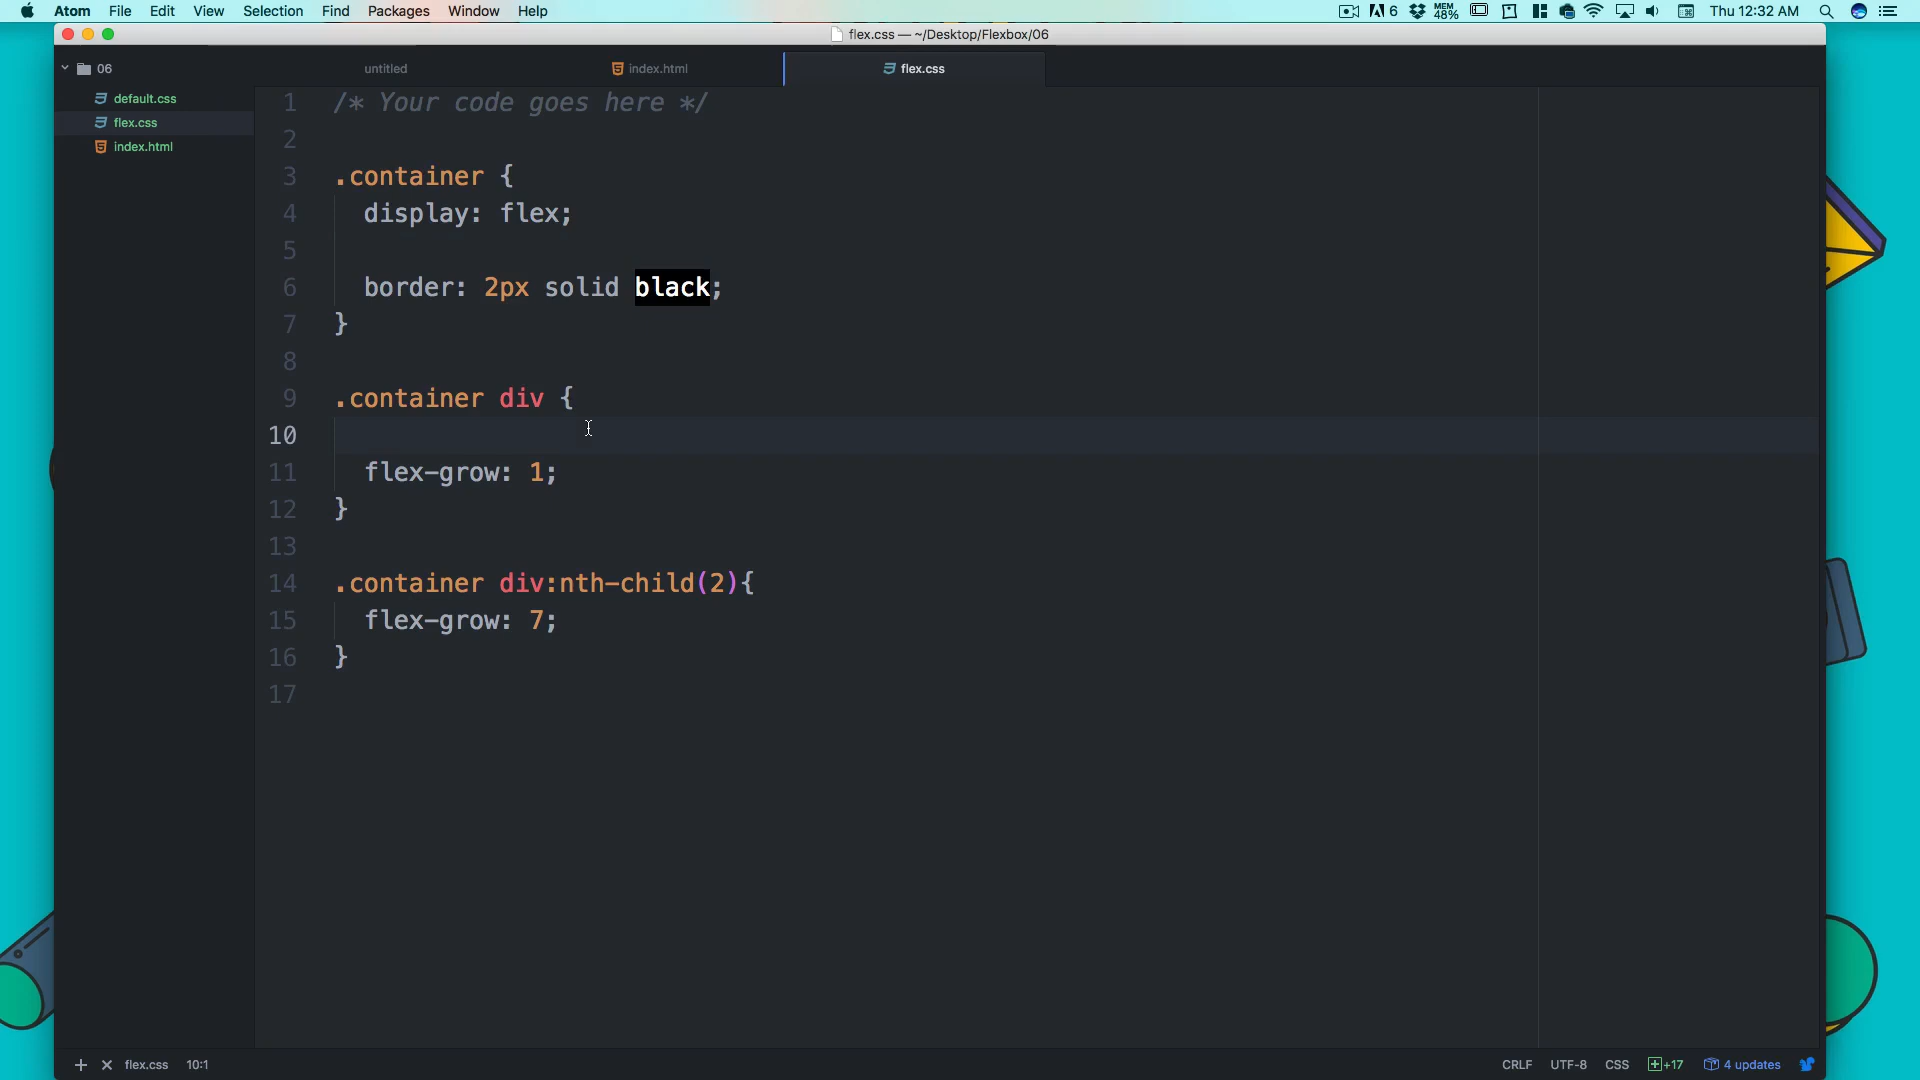 Atom File Edit View Selection Find Packages Window Help 6 MEM 48% Thu 12:32 AM
flex.css — ~/Desktop/Flexbox/06
06
default.css
flex.css
index.html
untitled index.html flex.css
1 /* Your code goes here */
2
3 .container {
4 display: flex;
5
6 border: 2px solid black;
7 }
8
9 .container div {
10
11 flex-grow: 1;
12 }
13
14 .container div:nth-child(2){
15 flex-grow: 7;
16 }
17
flex.css 10:1 CRLF UTF-8 CSS +17 4 updates